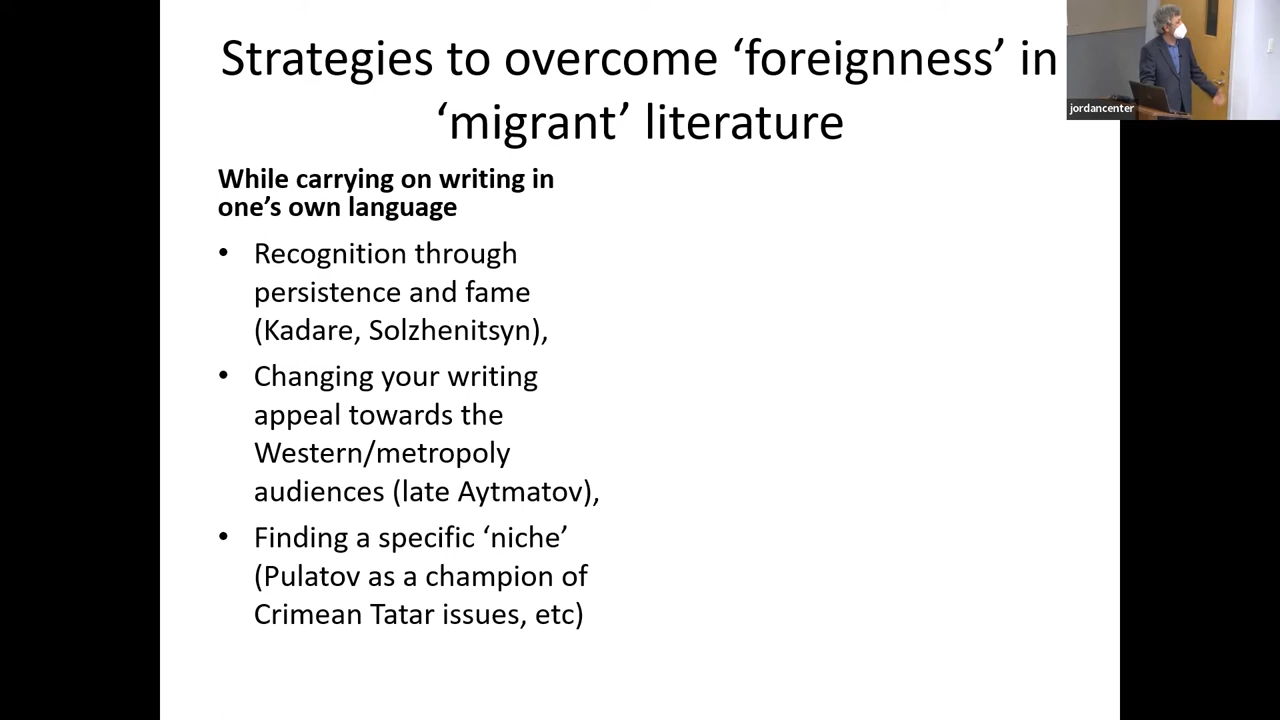 Strategies to overcome ‘foreignness’ in
‘migrant’ literature
jordancenter
While carrying on writing in
one’s own language
• Recognition through
persistence and fame
(Kadare, Solzhenitsyn),
• Changing your writing
appeal towards the
Western/metropoly
audiences (late Aytmatov),
• Finding a specific ‘niche’
(Pulatov as a champion of
Crimean Tatar issues, etc)